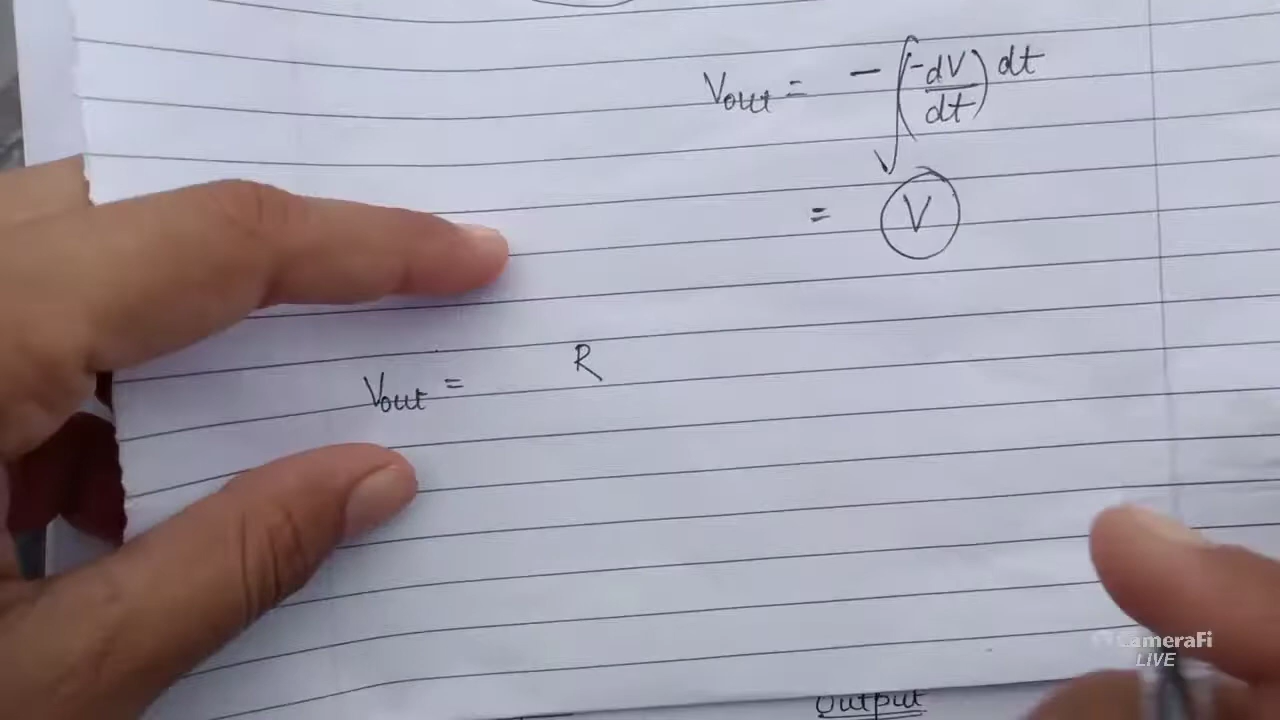 Vout = - ∫ (-dV/dt) dt
= V
Vout = R
CameraFi
LiVE
Output